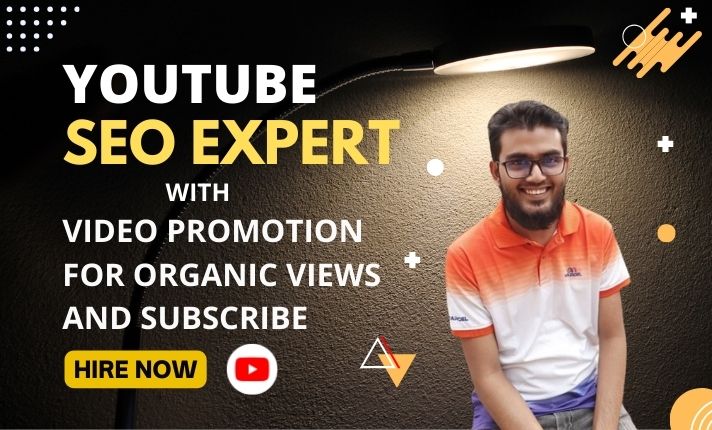 YOUTUBE
SEO EXPERT
WITH
VIDEO PROMOTION
FOR ORGANIC VIEWS
AND SUBSCRIBE
HIRE NOW